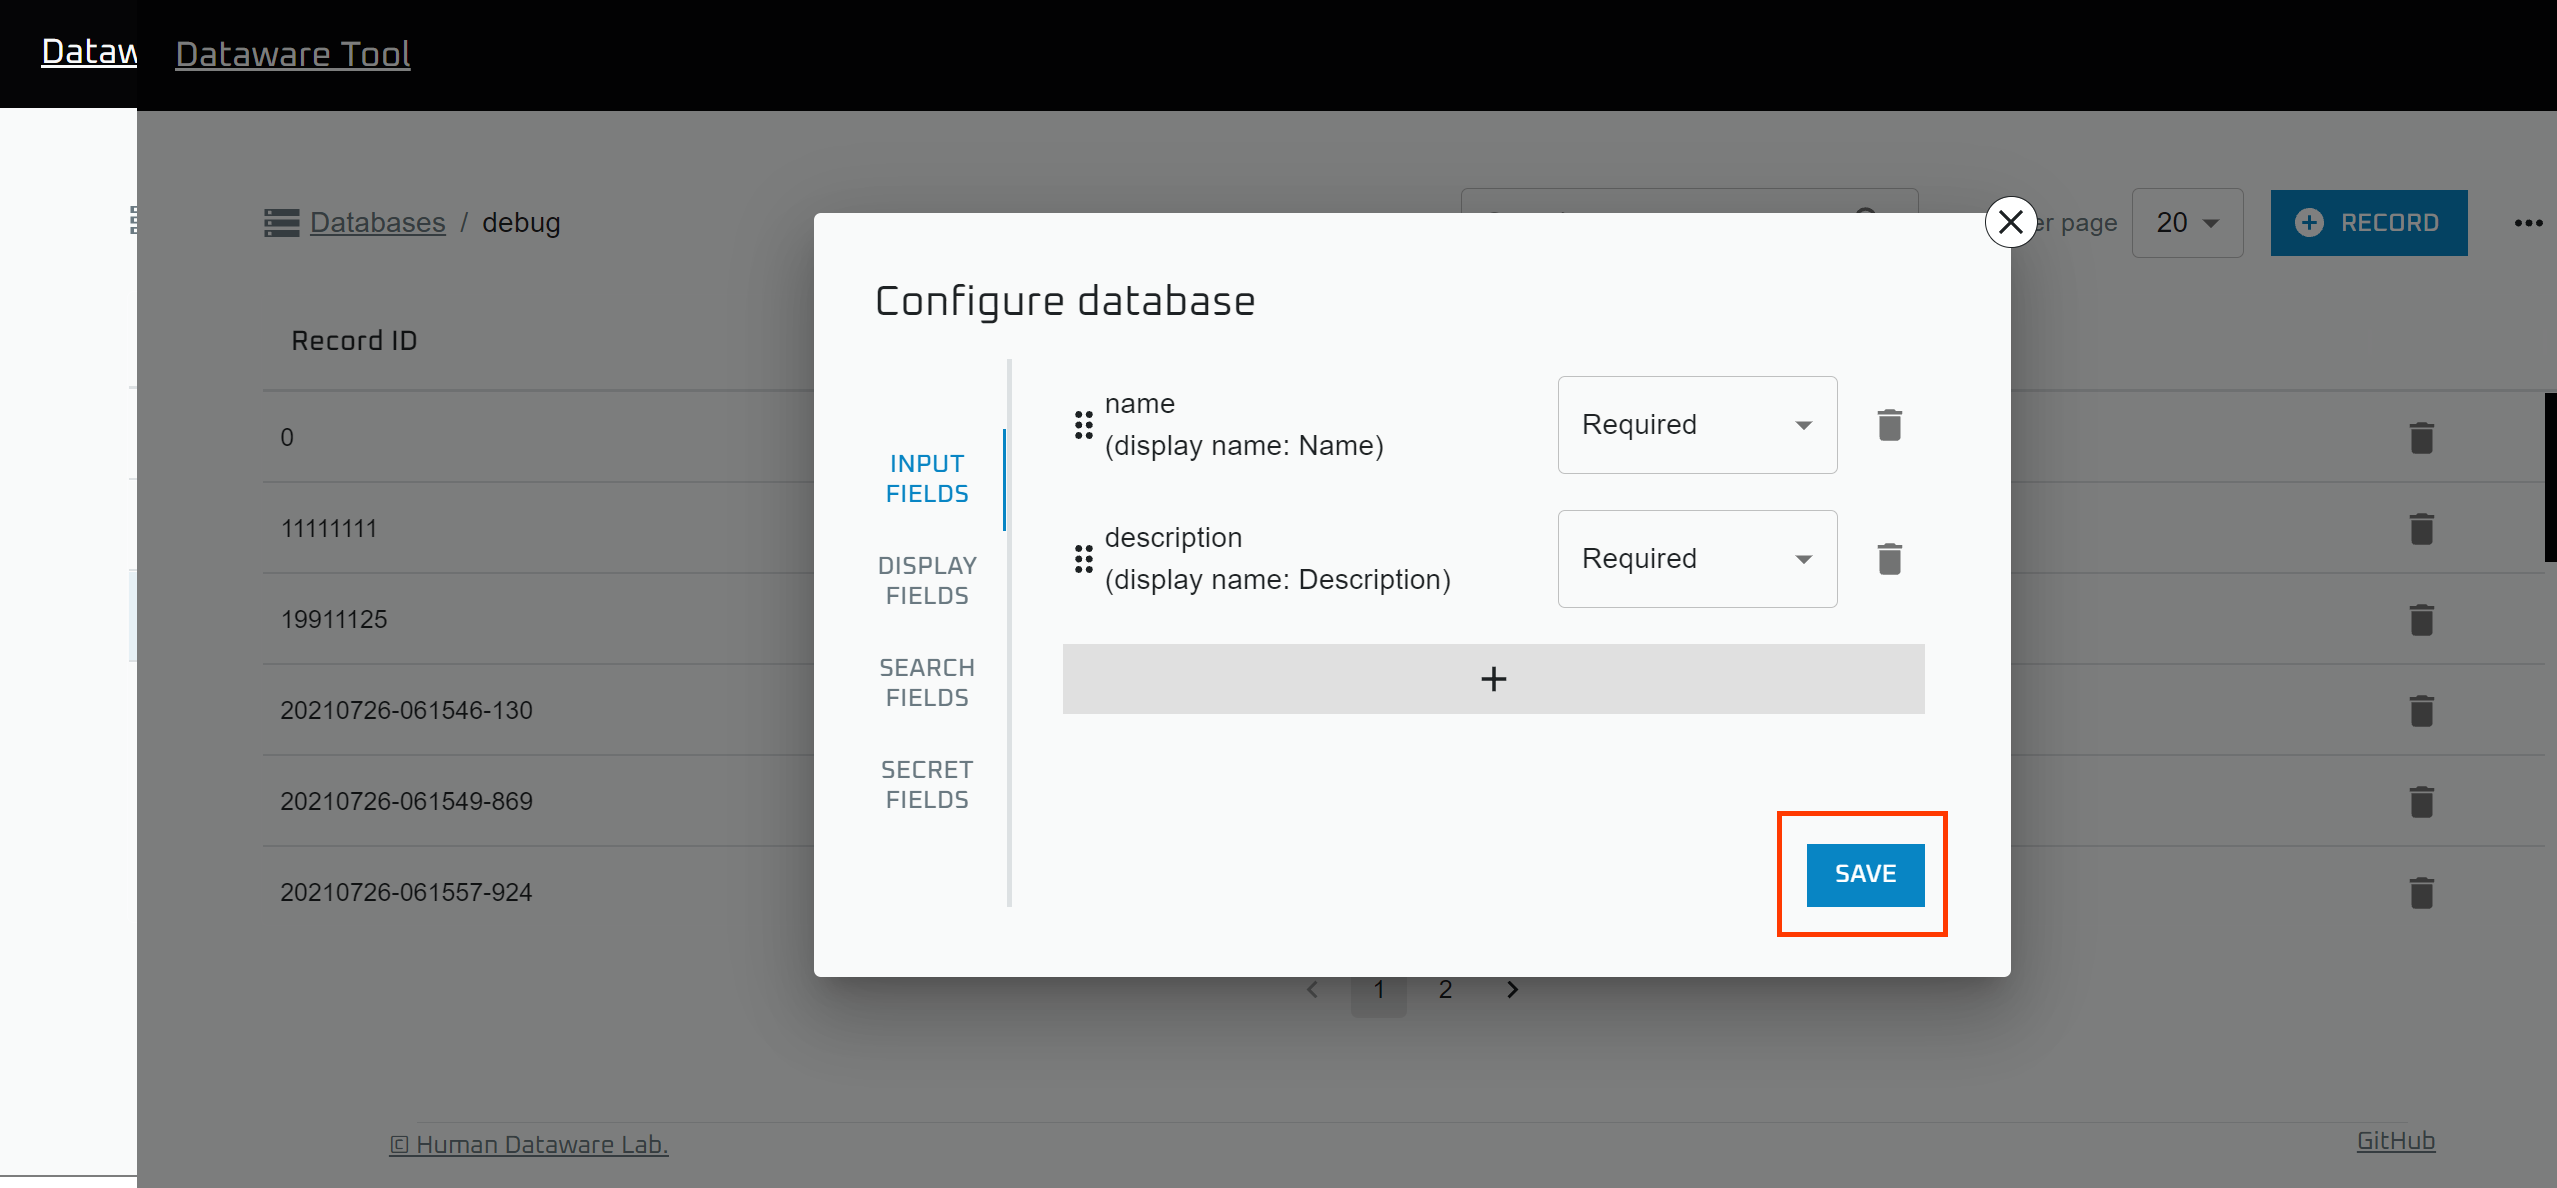 Dataware Tool
Databases / debug
er page
20
RECORD
Record ID
0
11111111
19911125
20210726-061546-130
20210726-061549-869
20210726-061557-924
Configure database
INPUT
FIELDS
DISPLAY
FIELDS
SEARCH
FIELDS
SECRET
FIELDS
name
(display name: Name)
Required
description
(display name: Description)
Required
+
SAVE
1 2
© Human Dataware Lab.
GitHub